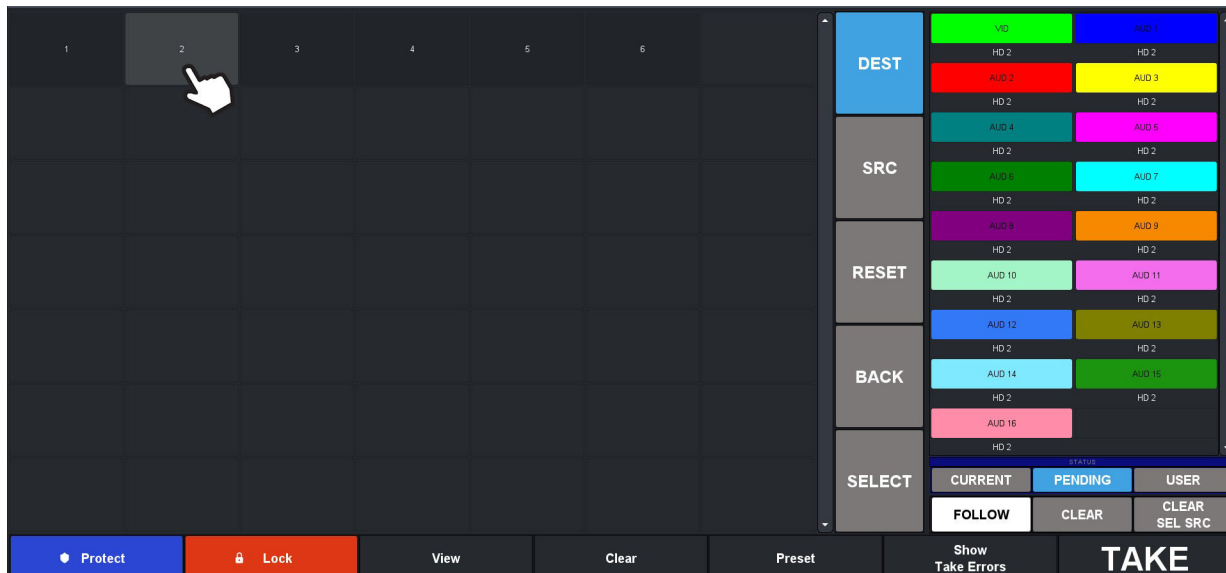 1 2 3 4 5 6
DEST
SRC
RESET
BACK
SELECT
VID AUD 1
HD 2 HD 2
AUD 2 AUD 3
HD 2 HD 2
AUD 4 AUD 5
HD 2 HD 2
AUD 6 AUD 7
HD 2 HD 2
AUD 8 AUD 9
HD 2 HD 2
AUD 10 AUD 11
HD 2 HD 2
AUD 12 AUD 13
HD 2 HD 2
AUD 14 AUD 15
HD 2 HD 2
AUD 16
HD 2
STATUS
CURRENT PENDING USER
FOLLOW CLEAR CLEAR
SEL SRC
Protect Lock View Clear Preset Show
Take Errors TAKE